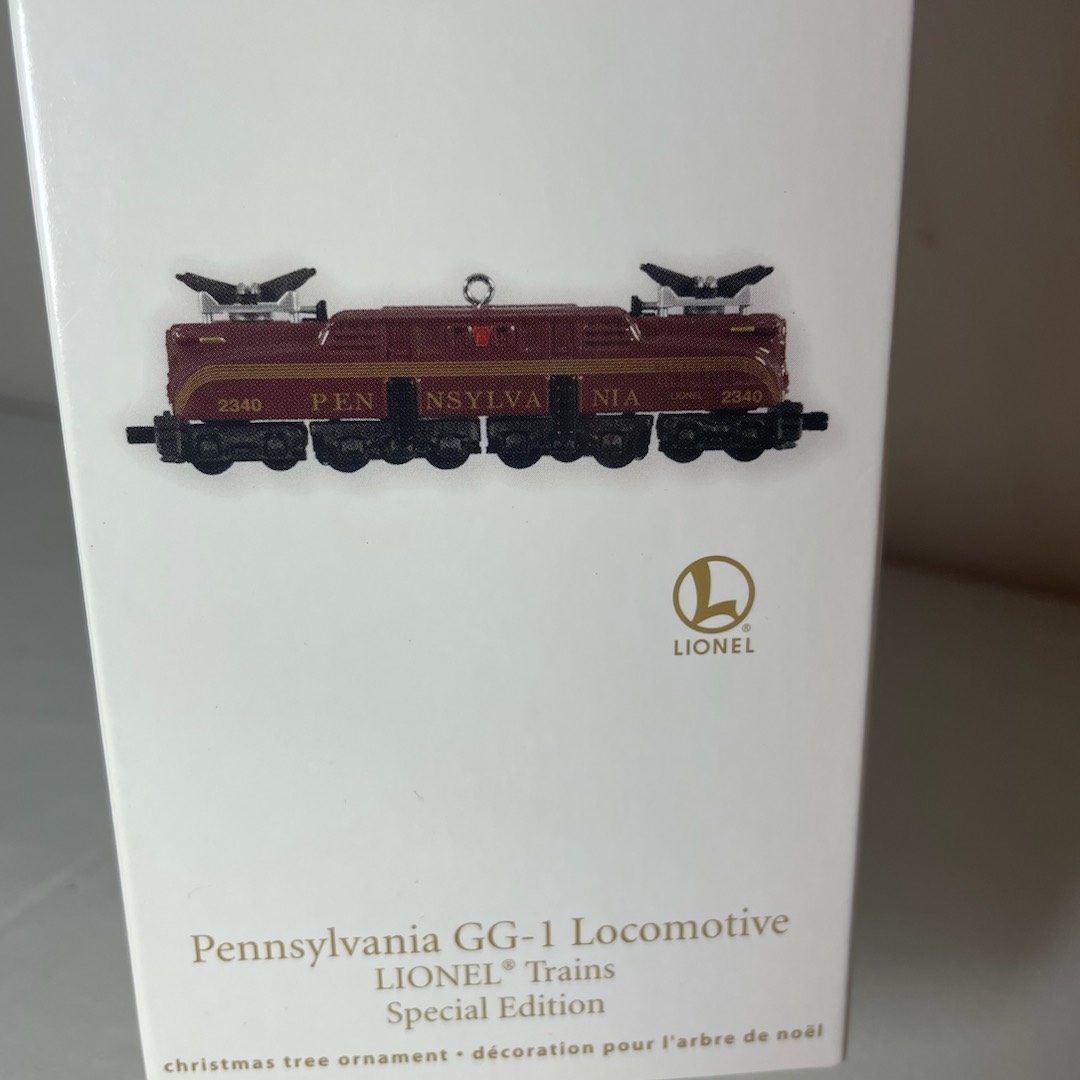 2340 PEN NSYLVA NIA LIONEL 2340
L®
LIONEL
Pennsylvania GG-1 Locomotive
LIONEL® Trains
Special Edition
christmas tree ornament • décoration pour l'arbre de noël